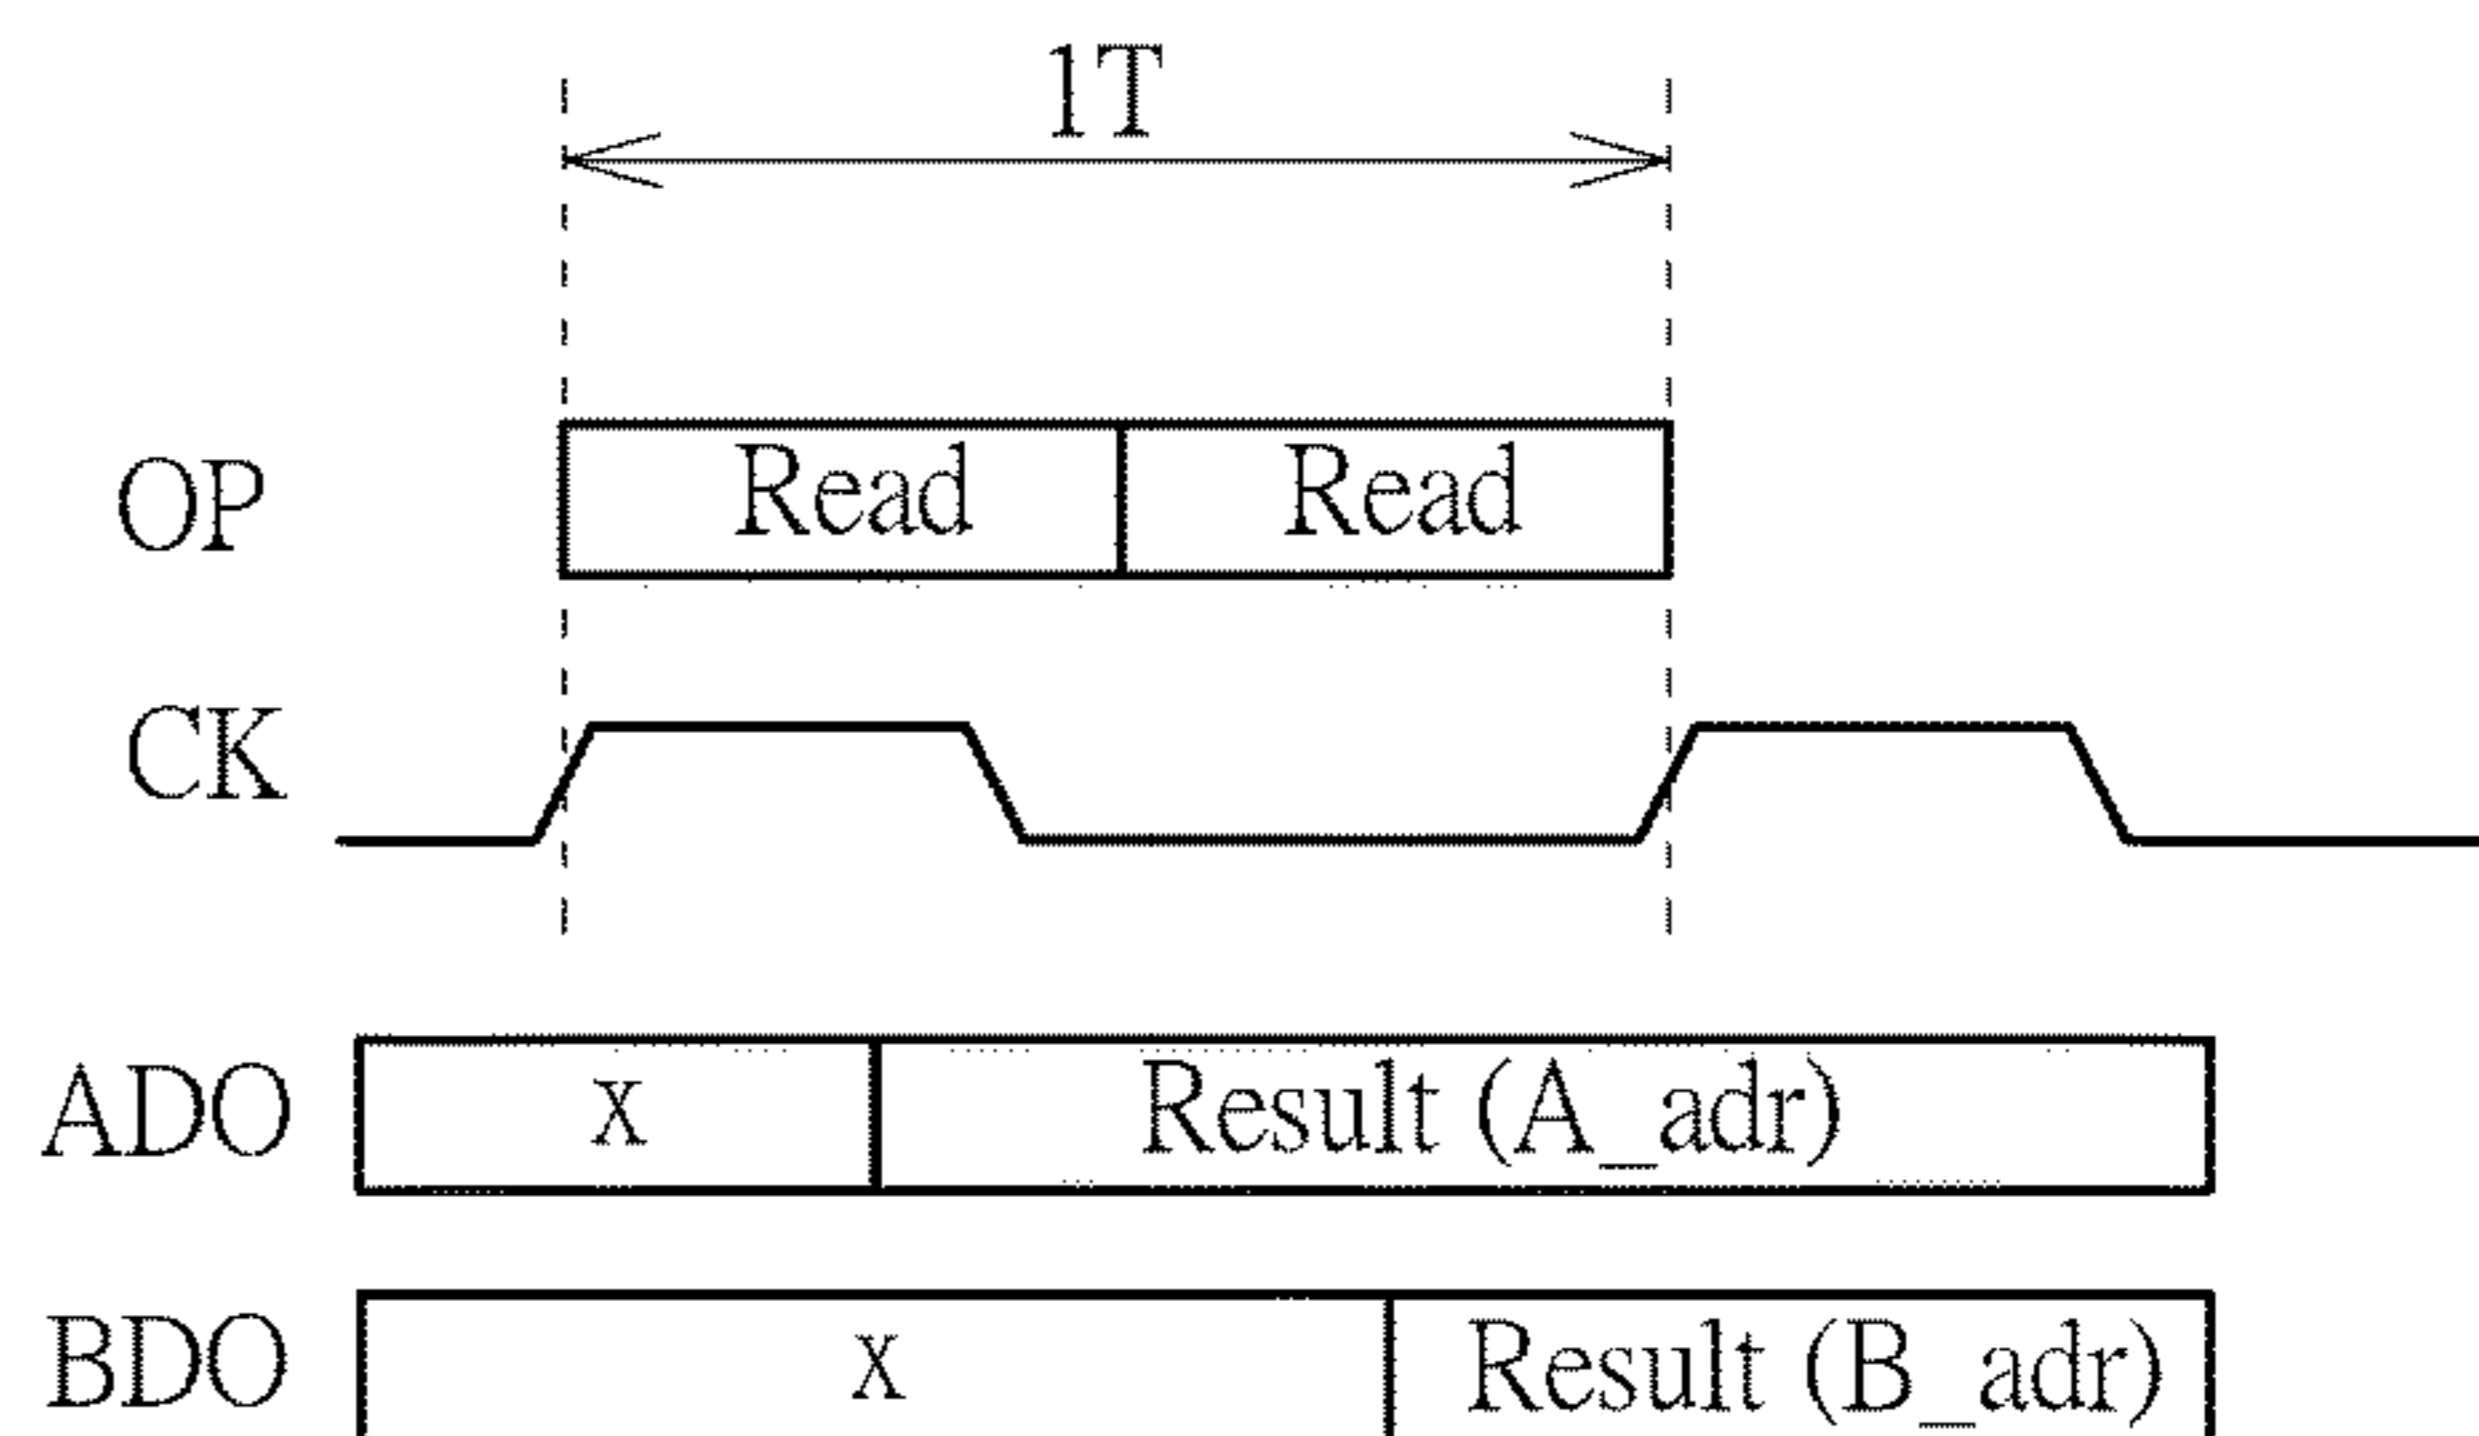 1T
OP Read Read
CK
ADO x Result (A_adr)
BDO x Result (B_adr)